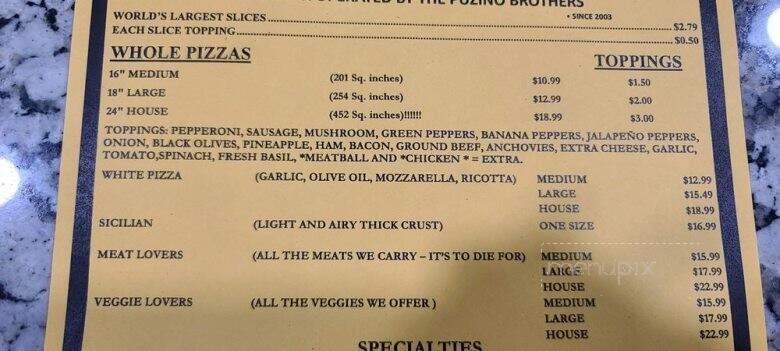 OPERATED BY THE PUZINO BROTHERS
• SINCE 2003
WORLD'S LARGEST SLICES $2.79
EACH SLICE TOPPING $0.50
WHOLE PIZZAS TOPPINGS
16" MEDIUM (201 Sq. inches) $10.99 $1.50
18" LARGE (254 Sq. inches) $12.99 $2.00
24" HOUSE (452 Sq. inches)!!!!!! $18.99 $3.00
TOPPINGS: PEPPERONI, SAUSAGE, MUSHROOM, GREEN PEPPERS, BANANA PEPPERS, JALAPEÑO PEPPERS,
ONION, BLACK OLIVES, PINEAPPLE, HAM, BACON, GROUND BEEF, ANCHOVIES, EXTRA CHEESE, GARLIC,
TOMATO,SPINACH, FRESH BASIL, *MEATBALL AND *CHICKEN * = EXTRA.
WHITE PIZZA (GARLIC, OLIVE OIL, MOZZARELLA, RICOTTA) MEDIUM $12.99
LARGE $15.49
HOUSE $18.99
SICILIAN (LIGHT AND AIRY THICK CRUST) ONE SIZE $16.99
MEAT LOVERS (ALL THE MEATS WE CARRY – IT'S TO DIE FOR) MEDIUM $15.99
LARGE $17.99
HOUSE $22.99
VEGGIE LOVERS (ALL THE VEGGIES WE OFFER ) MEDIUM $15.99
LARGE $17.99
HOUSE $22.99
menupix
SPECIALTIES